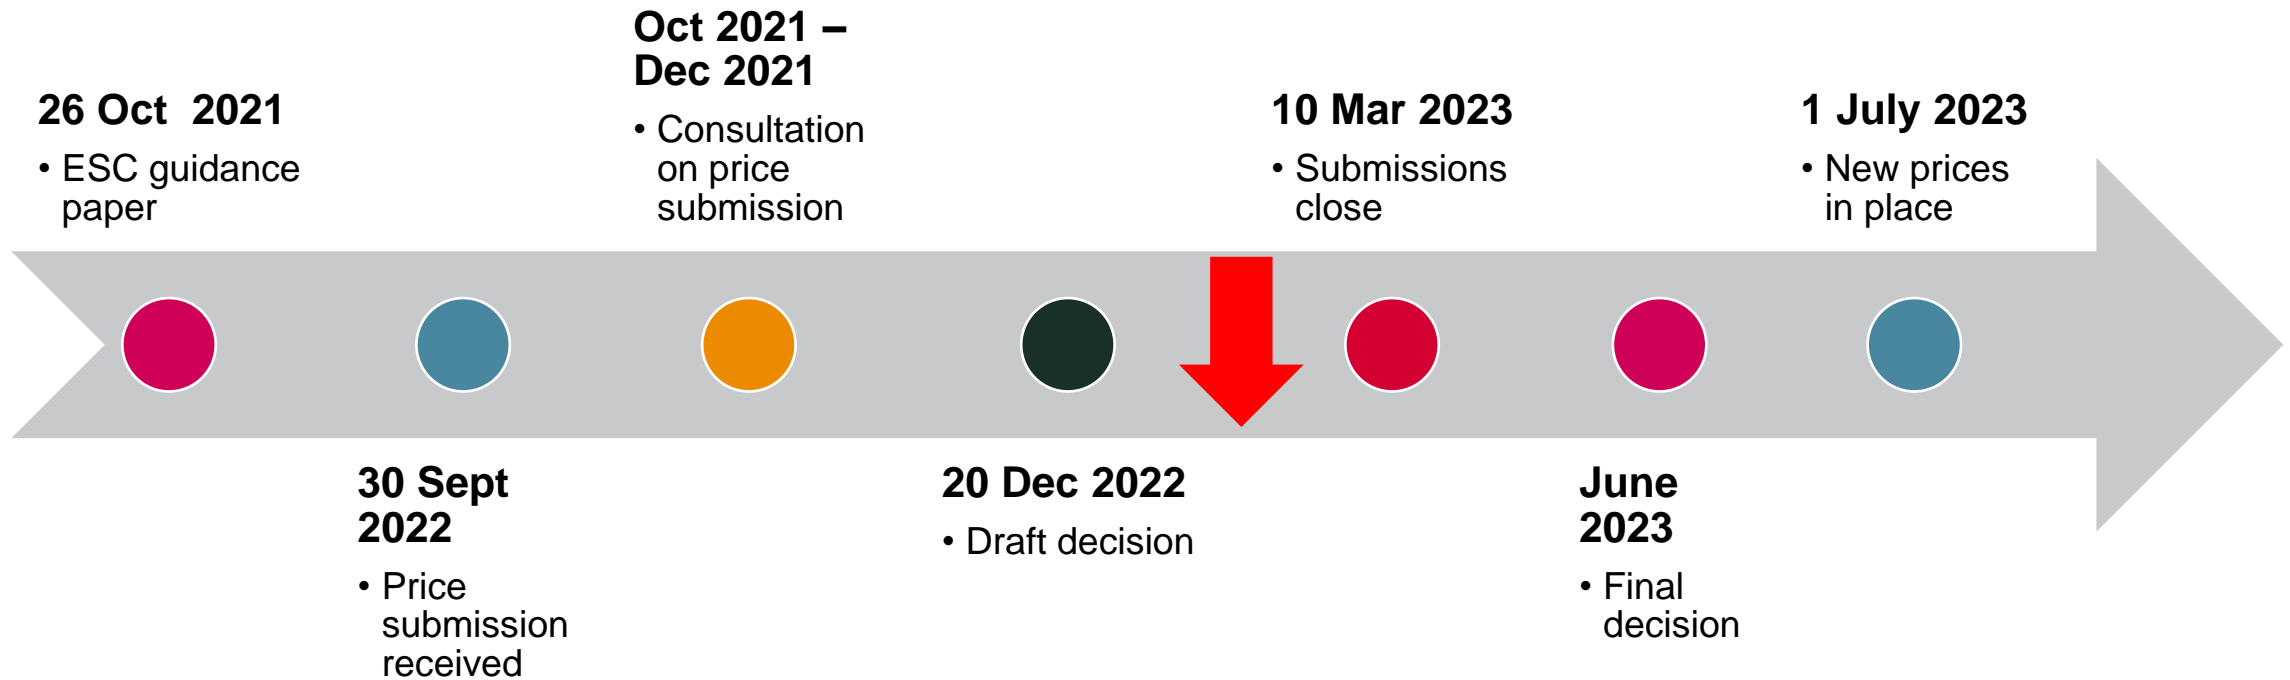 26 Oct  2021
• ESC guidance
paper
30 Sept
2022
• Price
submission
received
Oct 2021 –
Dec 2021
• Consultation
on price
submission
20 Dec 2022
• Draft decision
10 Mar 2023
• Submissions
close
June
2023
• Final
decision
1 July 2023
• New prices
in place